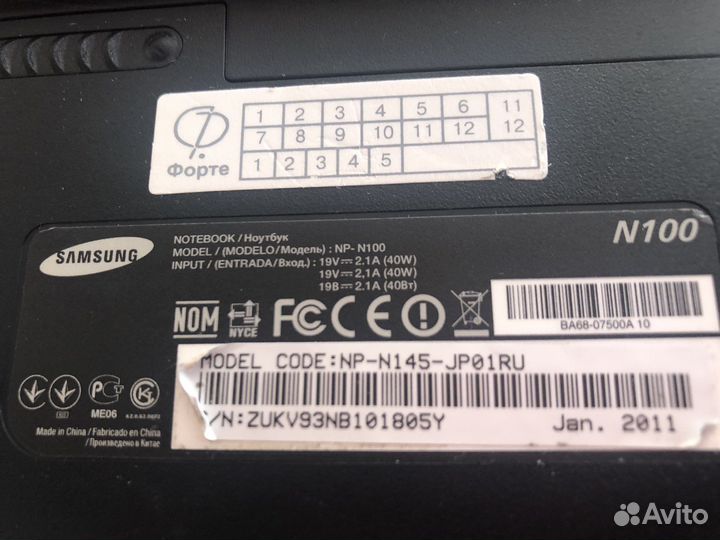 1 2 3 4 5 6 11
7 8 9 10 11 12 12
1 2 3 4 5
Форте
N100
SAMSUNG
NOTEBOOK / Ноутбук
MODEL / (MODELO/Модель) : NP- N100
INPUT / (ENTRADA/Вход.) : 19V 2.1A (40W)
19V 2,1A (40W)
19В 2.1A (40Вт)
NOM NYCE FC CE
BA68-07500A 10
MODEL CODE:NP-N145-JP01RU
/N:ZUKV93NB101805Y Jan. 2011
ME06
Made in China / Fabricado en China
/ Произведено в Китае
Avito